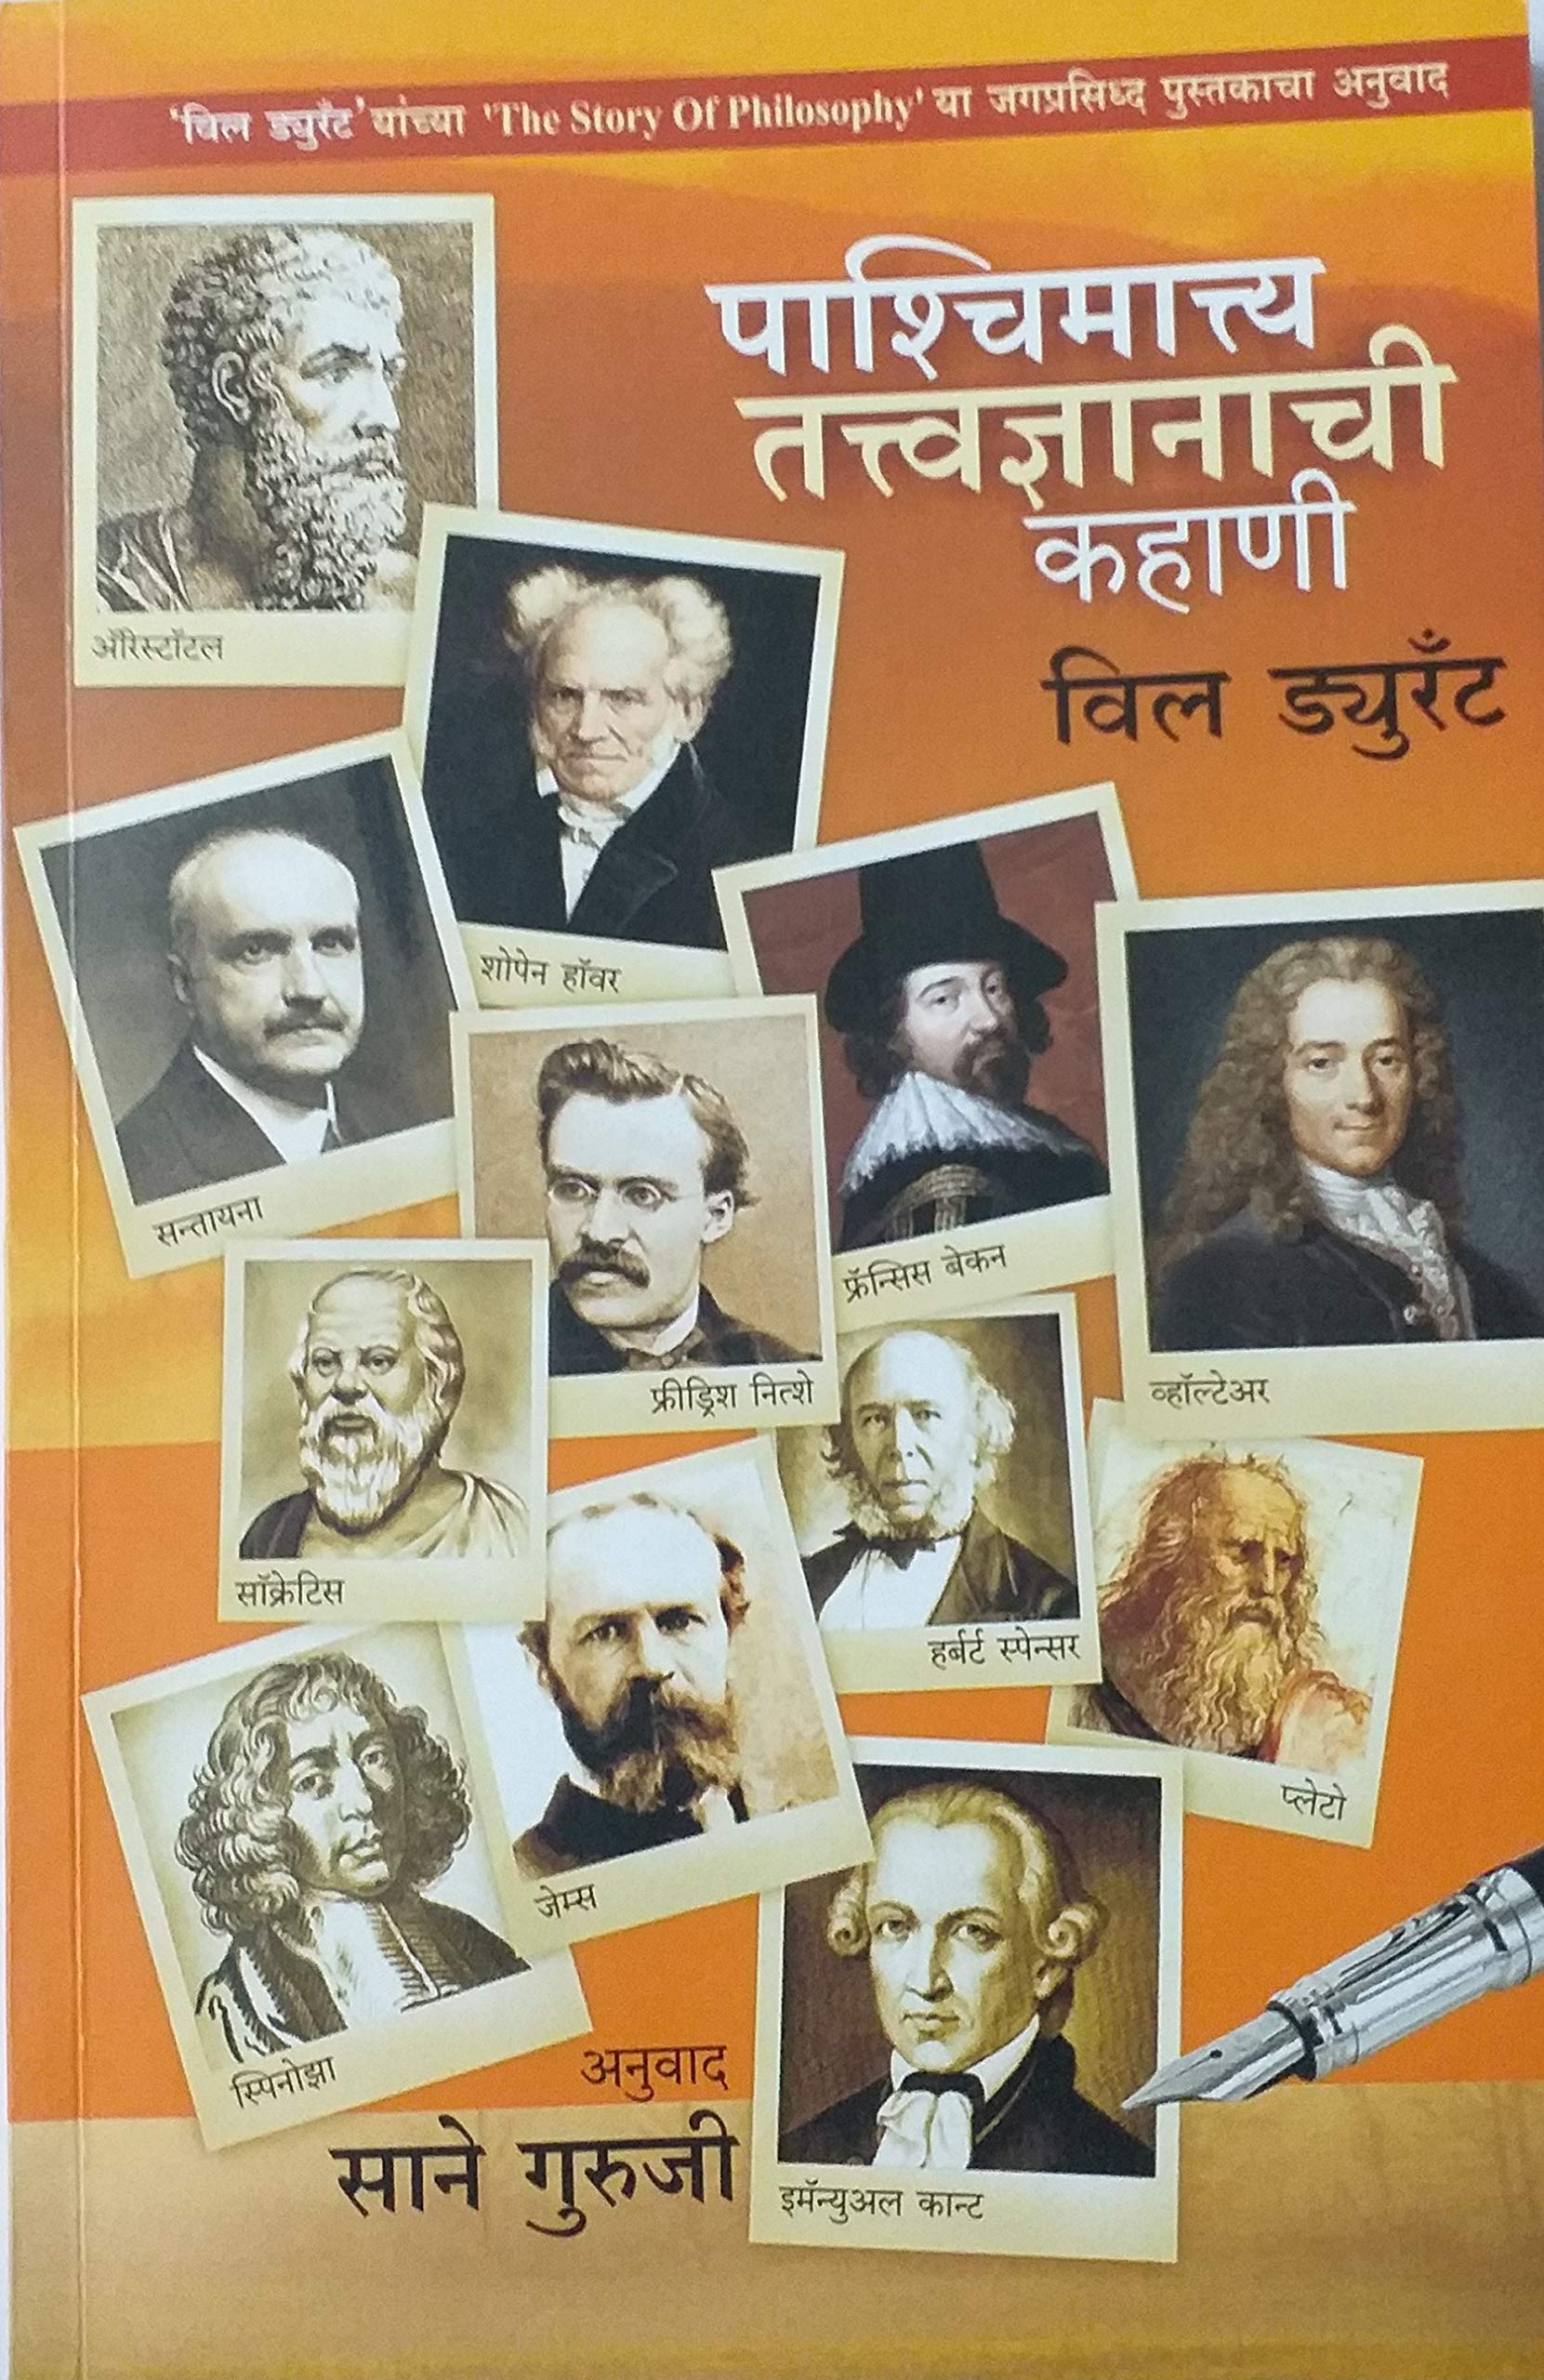 'विल ड्युरँट' यांच्या 'The Story Of Philosophy' या जगप्रसिध्द पुस्तकाचा अनुवाद
पाश्चिमात्त्य
तत्त्वज्ञानाची
कहाणी
विल ड्युरँट
ॲरिस्टॉटल
शोपेन हॉवर
सन्तायना
फ्रॅन्सिस बेकन
व्हॉल्टेअर
फ्रीड्रिश नित्शे
सॉक्रेटिस
हर्बर्ट स्पेन्सर
प्लेटो
जेम्स
स्पिनोझा
इमॅन्युअल कान्ट
अनुवाद
साने गुरुजी